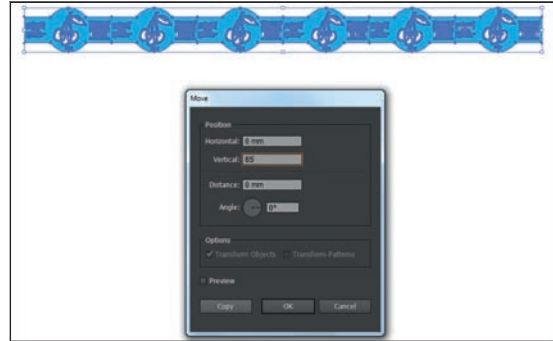 Move
Position
Horizontal: 0 mm
Vertical: 65
Distance: 0 mm
Angle: 0°
Options
Transform Objects Transform Patterns
Preview
Copy OK Cancel